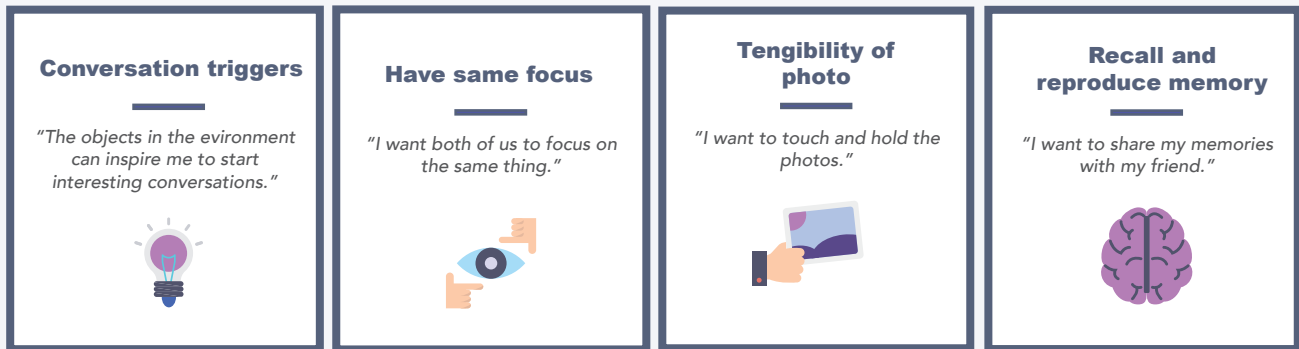 Conversation triggers
“The objects in the evironment
can inspire me to start
interesting conversations.”
Have same focus
“I want both of us to focus on
the same thing.”
Tengibility of
photo
“I want to touch and hold the
photos.”
Recall and
reproduce memory
“I want to share my memories
with my friend.”